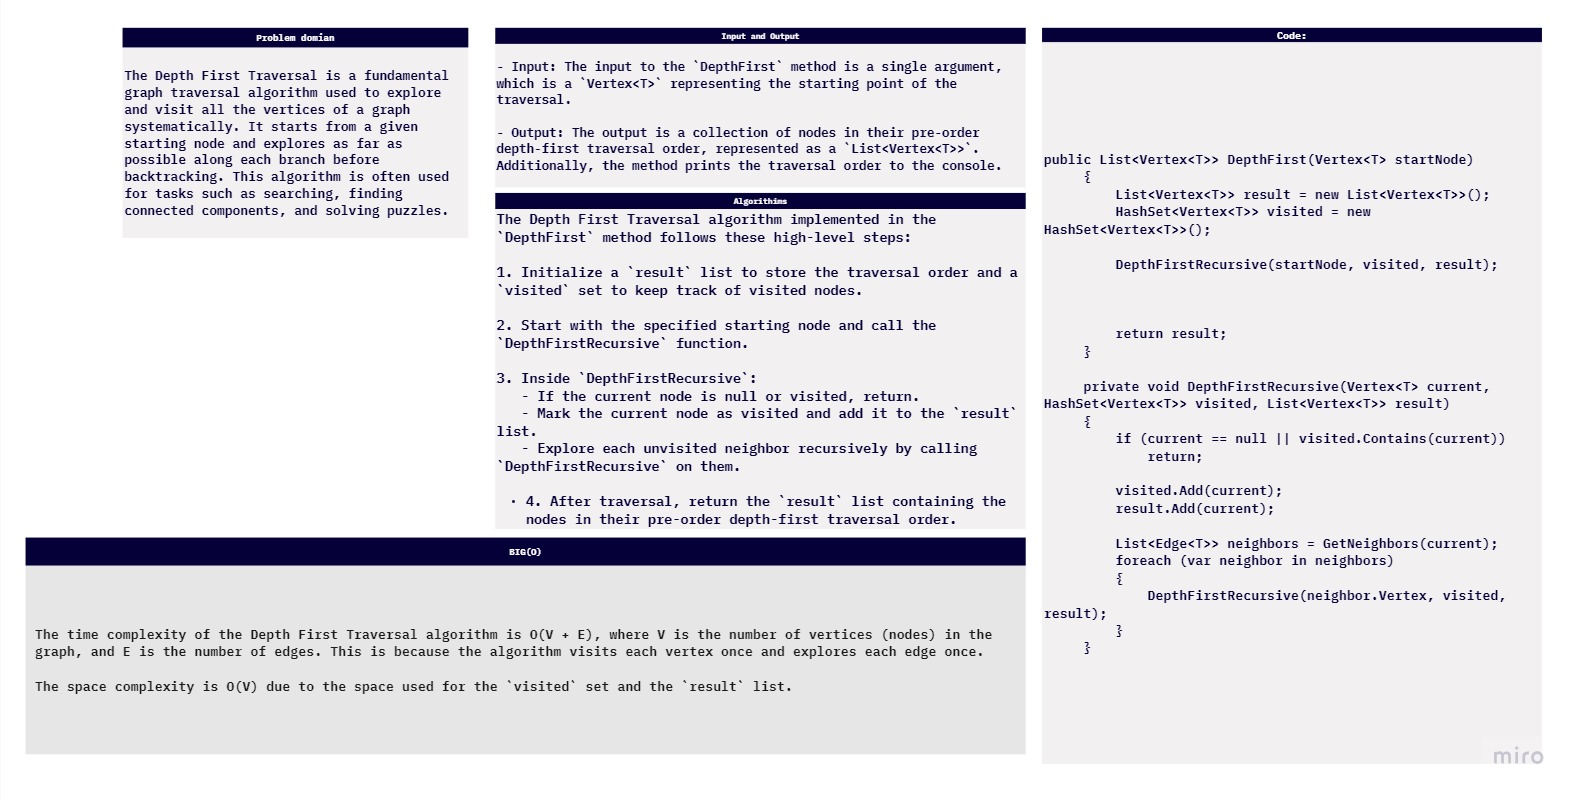 Problem domian
The Depth First Traversal is a fundamental
graph traversal algorithm used to explore
and visit all the vertices of a graph
systematically. It starts from a given
starting node and explores as far as
possible along each branch before
backtracking. This algorithm is often used
for tasks such as searching, finding
connected components, and solving puzzles.
Input and Output
- Input: The input to the `DepthFirst` method is a single argument,
which is a `Vertex<T>` representing the starting point of the
traversal.
- Output: The output is a collection of nodes in their pre-order
depth-first traversal order, represented as a `List<Vertex<T>>`.
Additionally, the method prints the traversal order to the console.
Algorithims
The Depth First Traversal algorithm implemented in the
`DepthFirst` method follows these high-level steps:
1. Initialize a `result` list to store the traversal order and a
`visited` set to keep track of visited nodes.
2. Start with the specified starting node and call the
`DepthFirstRecursive` function.
3. Inside `DepthFirstRecursive`:
- If the current node is null or visited, return.
- Mark the current node as visited and add it to the `result`
list.
- Explore each unvisited neighbor recursively by calling
`DepthFirstRecursive` on them.
· 4. After traversal, return the `result` list containing the
nodes in their pre-order depth-first traversal order.
BIG(O)
The time complexity of the Depth First Traversal algorithm is O(V + E), where V is the number of vertices (nodes) in the
graph, and E is the number of edges. This is because the algorithm visits each vertex once and explores each edge once.
The space complexity is O(V) due to the space used for the `visited` set and the `result` list.
Code:
public List<Vertex<T>> DepthFirst(Vertex<T> startNode)
{
List<Vertex<T>> result = new List<Vertex<T>>();
HashSet<Vertex<T>> visited = new
HashSet<Vertex<T>>();
DepthFirstRecursive(startNode, visited, result);
return result;
}
private void DepthFirstRecursive(Vertex<T> current,
HashSet<Vertex<T>> visited, List<Vertex<T>> result)
{
if (current == null || visited.Contains(current))
return;
visited.Add(current);
result.Add(current);
List<Edge<T>> neighbors = GetNeighbors(current);
foreach (var neighbor in neighbors)
{
DepthFirstRecursive(neighbor.Vertex, visited,
result);
}
}
miro